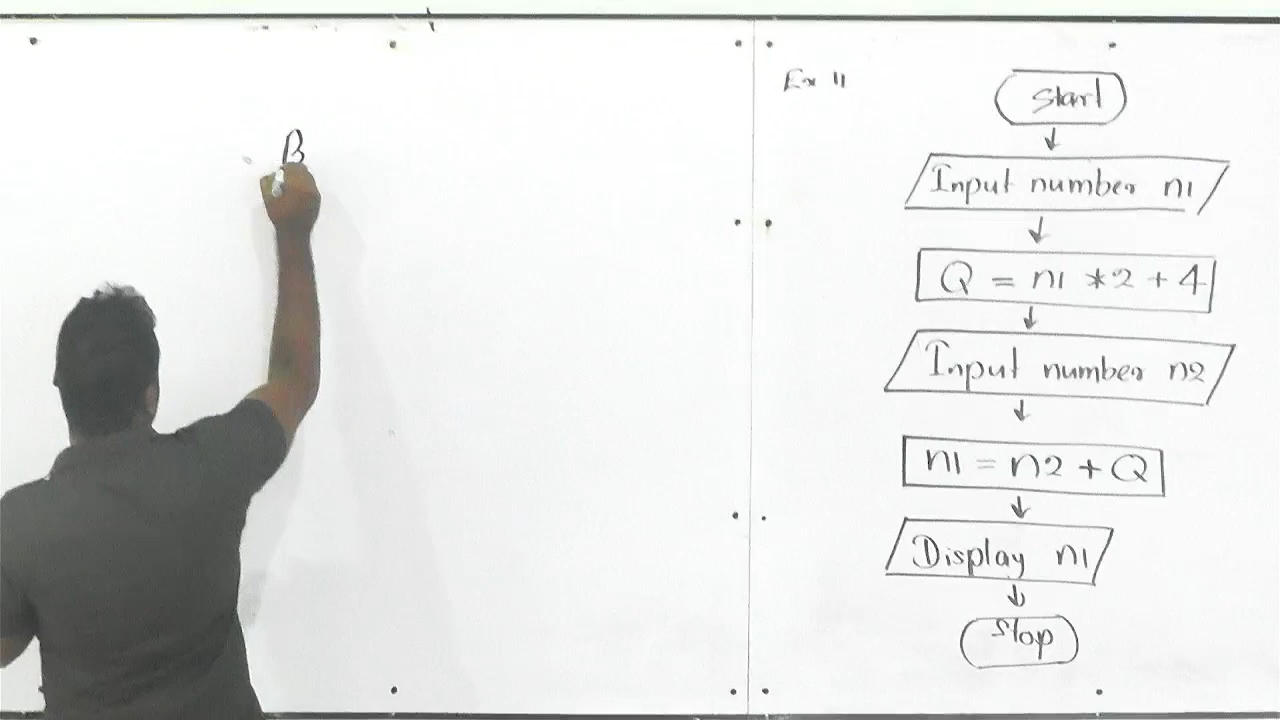 B
Ex 11
Start
Input number n1
Q = n1 *2 + 4
Input number n2
n1 = n2 + Q
Display n1
Stop